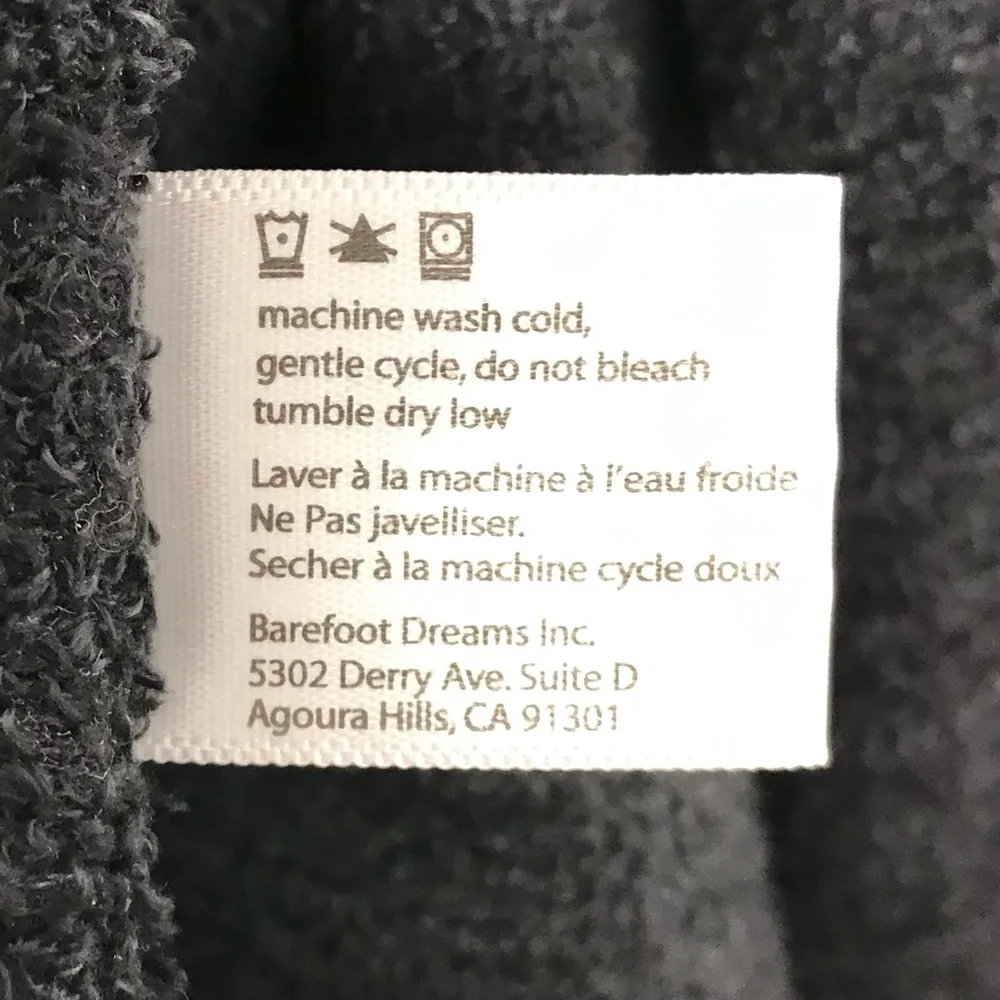 machine wash cold,
gentle cycle, do not bleach
tumble dry low
Laver à la machine à l'eau froide
Ne Pas javelliser.
Secher à la machine cycle doux
Barefoot Dreams Inc.
5302 Derry Ave. Suite D
Agoura Hills, CA 91301